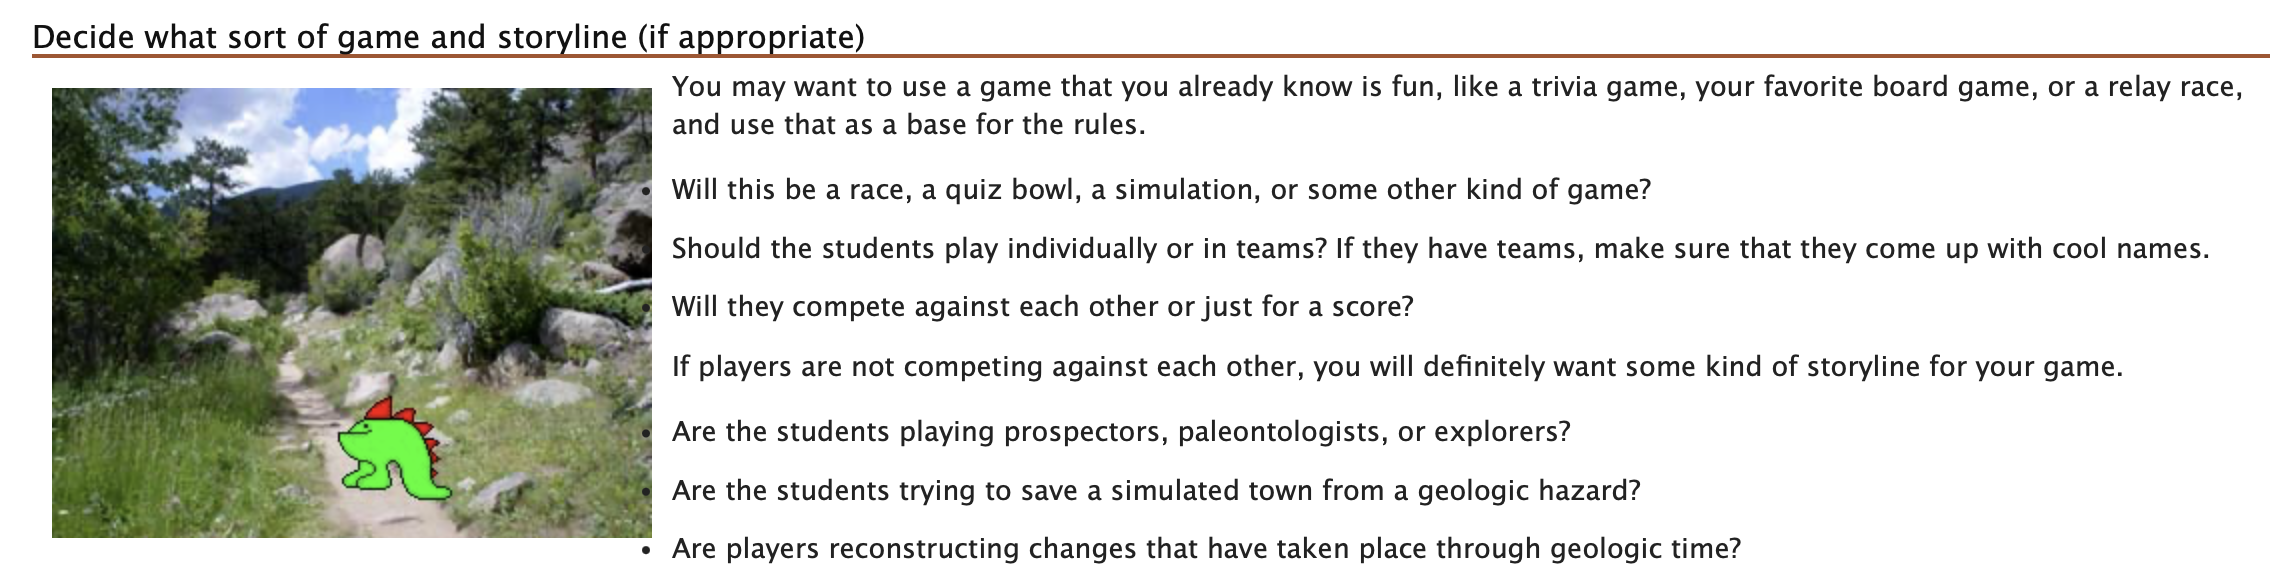 Decide what sort of game and storyline (if appropriate)
You may want to use a game that you already know is fun, like a trivia game, your favorite board game, or a relay race,
and use that as a base for the rules.
• Will this be a race, a quiz bowl, a simulation, or some other kind of game?
• Should the students play individually or in teams? If they have teams, make sure that they come up with cool names.
• Will they compete against each other or just for a score?
If players are not competing against each other, you will definitely want some kind of storyline for your game.
• Are the students playing prospectors, paleontologists, or explorers?
• Are the students trying to save a simulated town from a geologic hazard?
• Are players reconstructing changes that have taken place through geologic time?